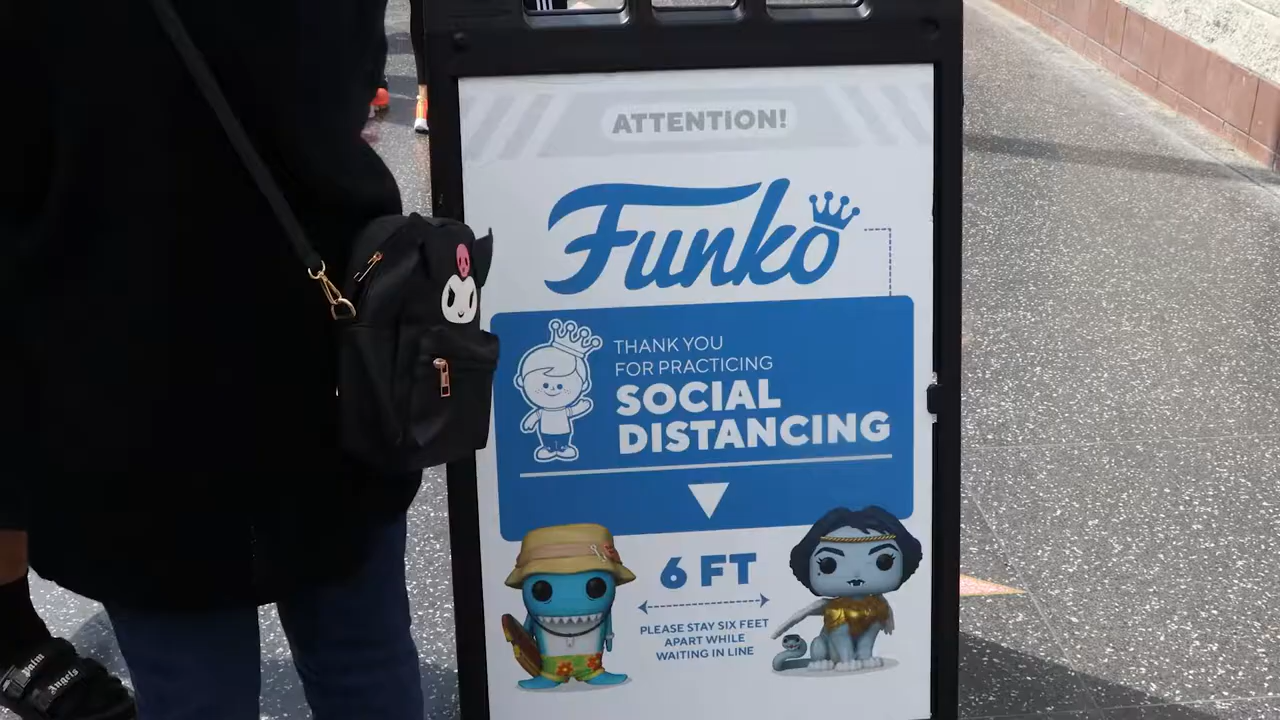 ATTENTION!
Funko
THANK YOU
FOR PRACTICING
SOCIAL
DISTANCING
6 FT
PLEASE STAY SIX FEET
APART WHILE
WAITING IN LINE
Angels